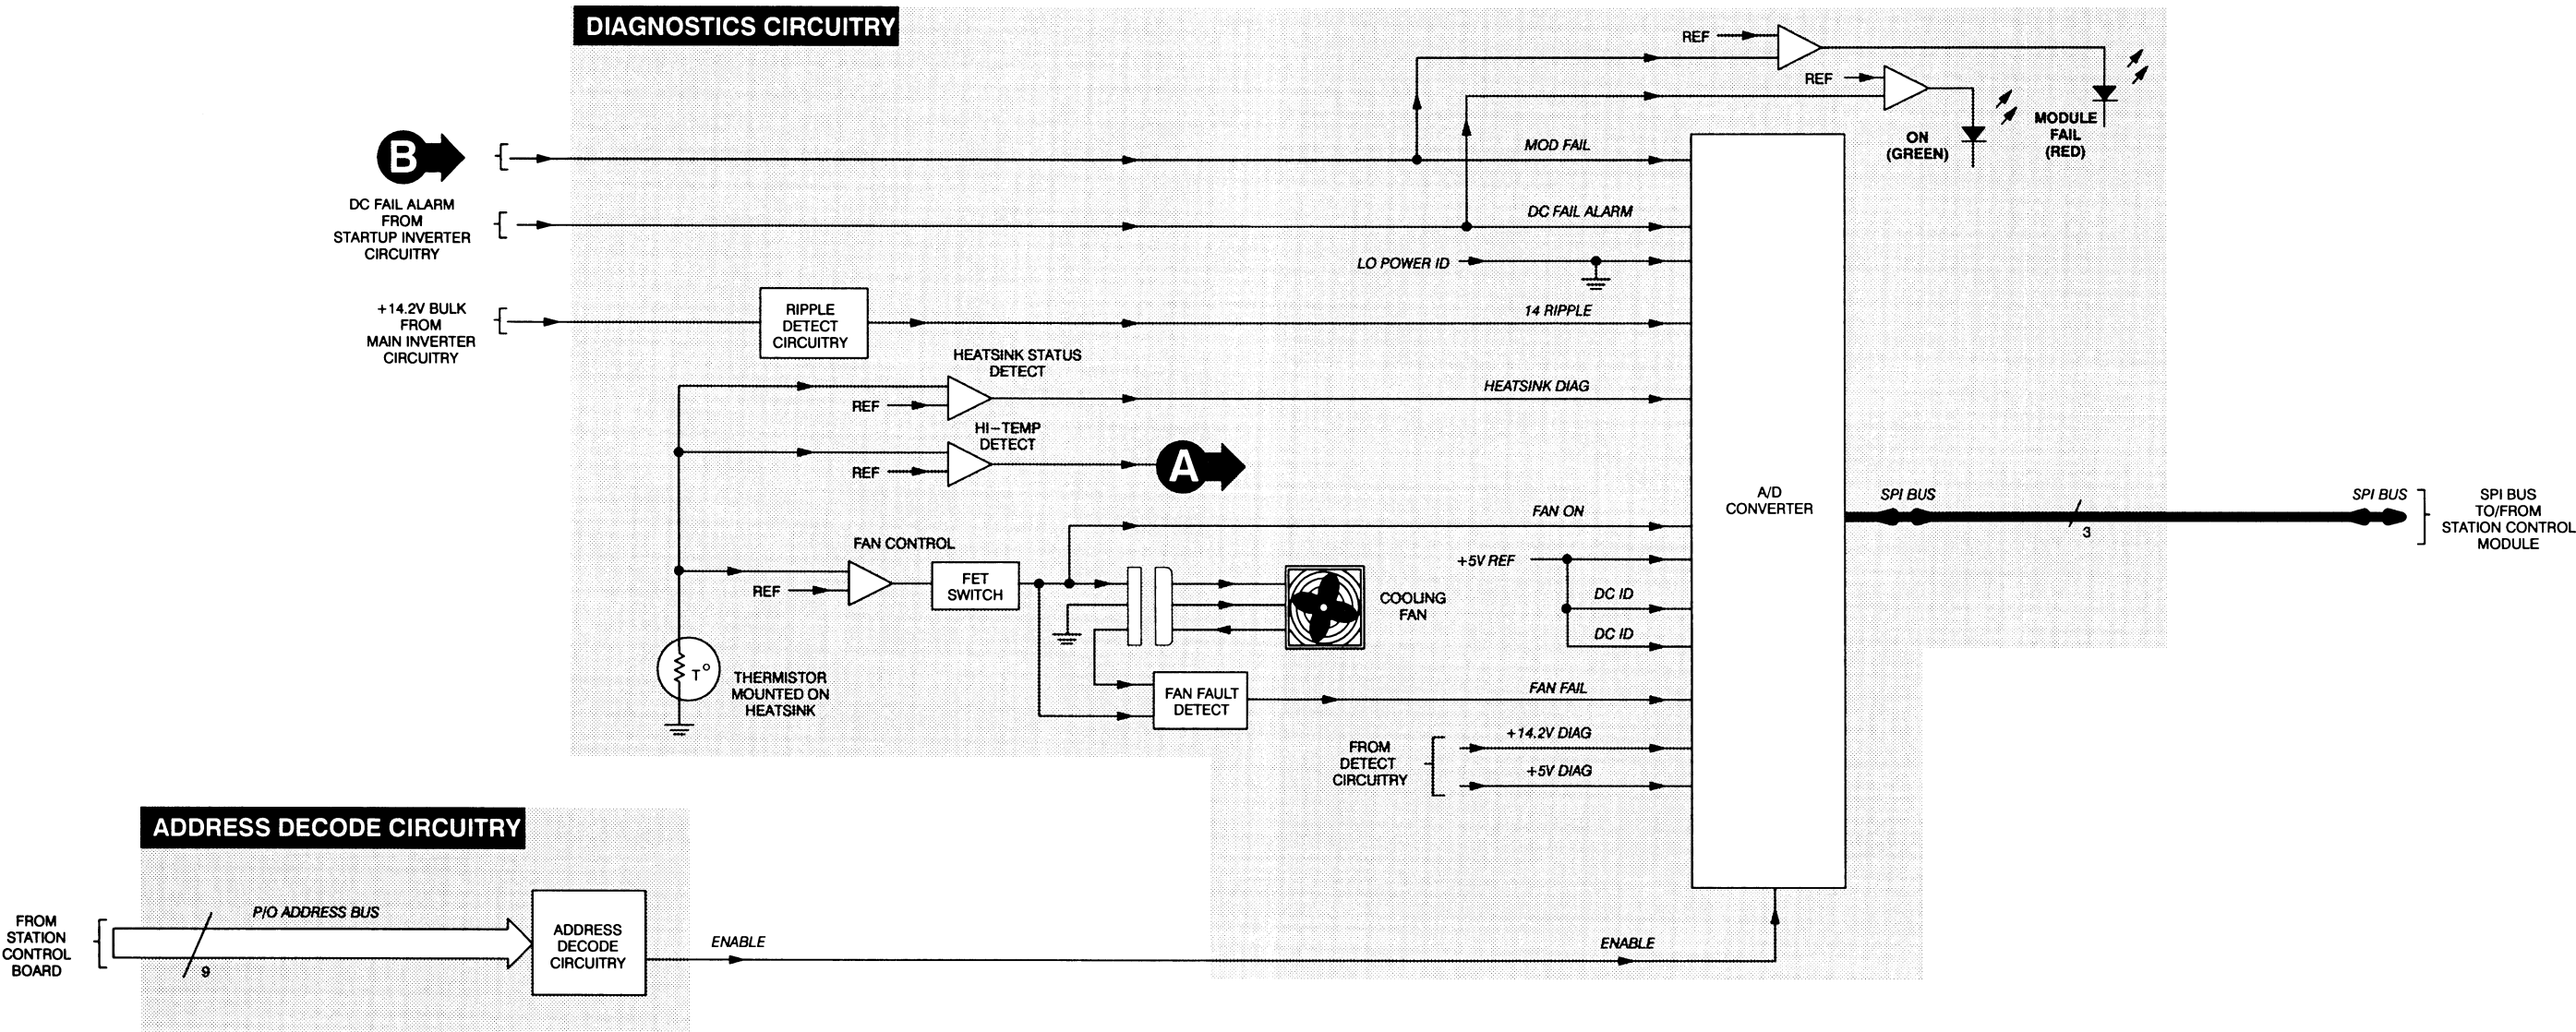 DIAGNOSTICS CIRCUITRY
REF
REF
MODULE
FAIL
(RED)
ON
(GREEN)
B
MOD FAIL
DC FAIL ALARM
FROM
STARTUP INVERTER
CIRCUITRY
DC FAIL ALARM
LO POWER ID
+14.2V BULK
FROM
MAIN INVERTER
CIRCUITRY
RIPPLE
DETECT
CIRCUITRY
14 RIPPLE
HEATSINK STATUS
DETECT
REF
HEATSINK DIAG
HI-TEMP
DETECT
REF
A
A/D
CONVERTER
SPI BUS
3
SPI BUS
SPI BUS
TO/FROM
STATION CONTROL
MODULE
FAN ON
FAN CONTROL
REF
FET
SWITCH
COOLING
FAN
+5V REF
DC ID
DC ID
T°
THERMISTOR
MOUNTED ON
HEATSINK
FAN FAULT
DETECT
FAN FAIL
FROM
DETECT
CIRCUITRY
+14.2V DIAG
+5V DIAG
ADDRESS DECODE CIRCUITRY
FROM
STATION
CONTROL
BOARD
P/O ADDRESS BUS
9
ADDRESS
DECODE
CIRCUITRY
ENABLE
ENABLE